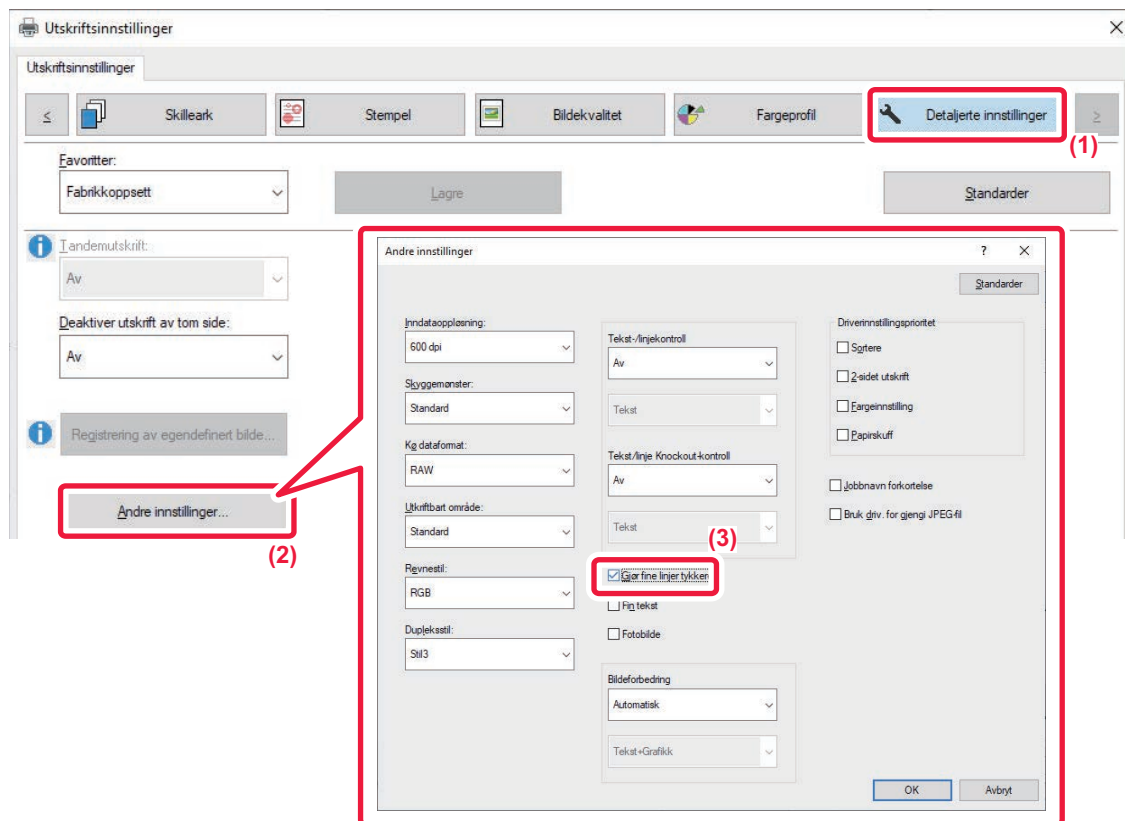 Utskriftsinnstillinger
Utskriftsinnstillinger
<
Skilleark
Stempel
Bildekvalitet
Fargeprofil
Detaljerte innstillinger
>
(1)
Favoritter:
Fabrikkoppsett
Lagre
Standarder
Tandemutskrift:
Av
Deaktiver utskrift av tom side:
Av
Registrering av egendefinert bilde...
Andre innstillinger...
(2)
Andre innstillinger
?
Standarder
Inndataoppløsning:
600 dpi
Skyggemønster:
Standard
Kø dataformat:
RAW
Utkriftbart område:
Standard
Revnestil:
RGB
Dupleksstil:
Stil3
Tekst-/linjekontroll
Av
Tekst
Tekst/linje Knockout-kontroll
Av
Tekst
(3)
Gjør fine linjer tykkere
Fin tekst
Fotobilde
Bildeforbedring
Automatisk
Tekst+Grafikk
Driverinnstillingsprioritet
Sortere
2-sidet utskrift
Fargeinnstilling
Papirskuff
Jobbnavn forkortelse
Bruk driv. for gjengi JPEG-fil
OK
Avbryt